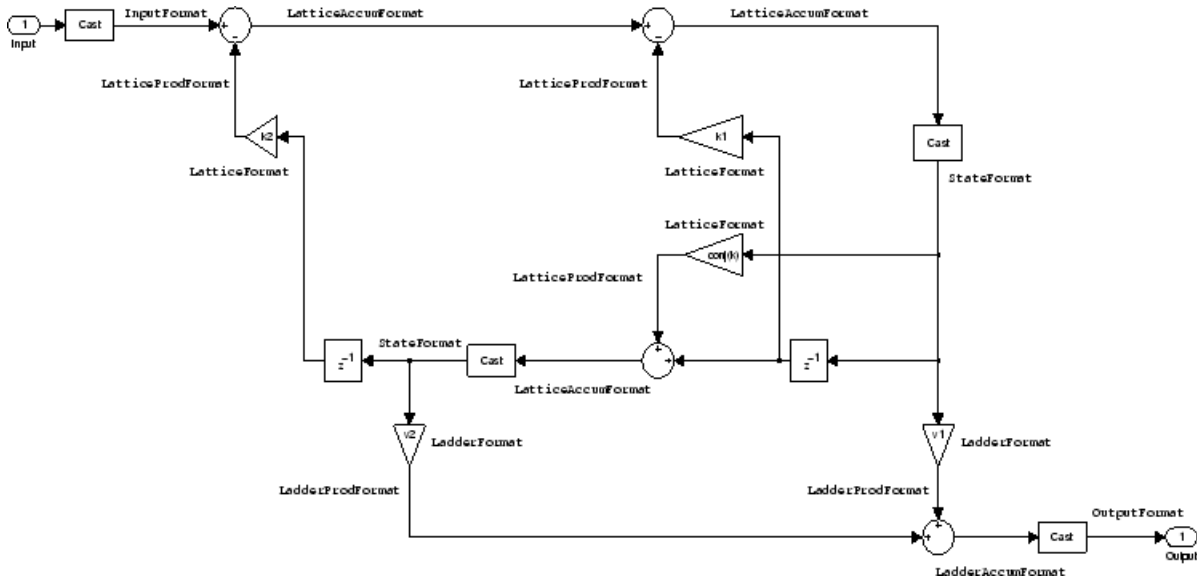 InputFormat
LatticeAccumFormat
LatticeAccumFormat
1
Input
Cast
+
−
+
−
LatticeProdFormat
LatticeProdFormat
k2
k1
Cast
LatticeFormat
LatticeFormat
StateFormat
LatticeFormat
conj(k)
LatticeProdFormat
StateFormat
z-1
Cast
+
+
z-1
LatticeAccumFormat
v2
LadderFormat
v1
LadderFormat
LadderProdFormat
LadderProdFormat
OutputFormat
+
+
Cast
1
Output
LadderAccumFormat